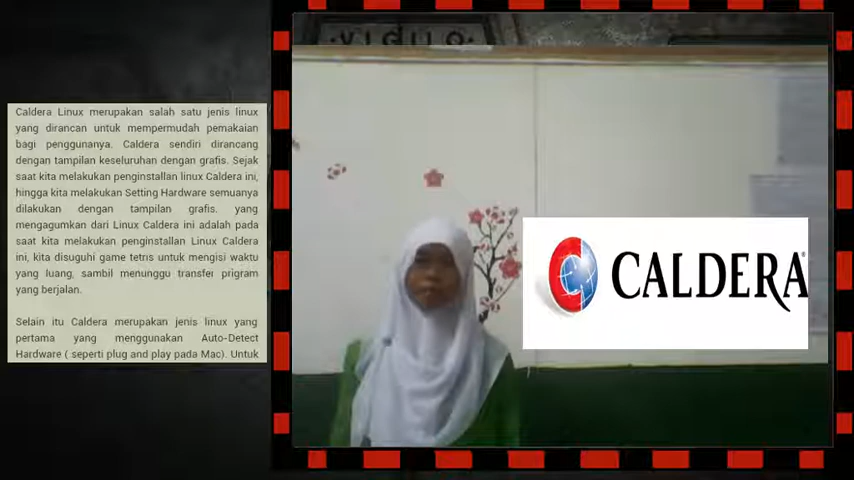 Caldera Linux merupakan salah satu jenis linux
yang dirancan untuk mempermudah pemakaian
bagi penggunanya. Caldera sendiri dirancang
dengan tampilan keseluruhan dengan grafis. Sejak
saat kita melakukan penginstallan linux Caldera ini,
hingga kita melakukan Setting Hardware semuanya
dilakukan dengan tampilan grafis. yang
mengagumkan dari Linux Caldera ini adalah pada
saat kita melakukan penginstallan Linux Caldera
ini, kita disuguhi game tetris untuk mengisi waktu
yang luang, sambil menunggu transfer prigram
yang berjalan.
Selain itu Caldera merupakan jenis linux yang
pertama yang menggunakan Auto-Detect
Hardware ( seperti plug and play pada Mac). Untuk
VIGILO
CALDERA